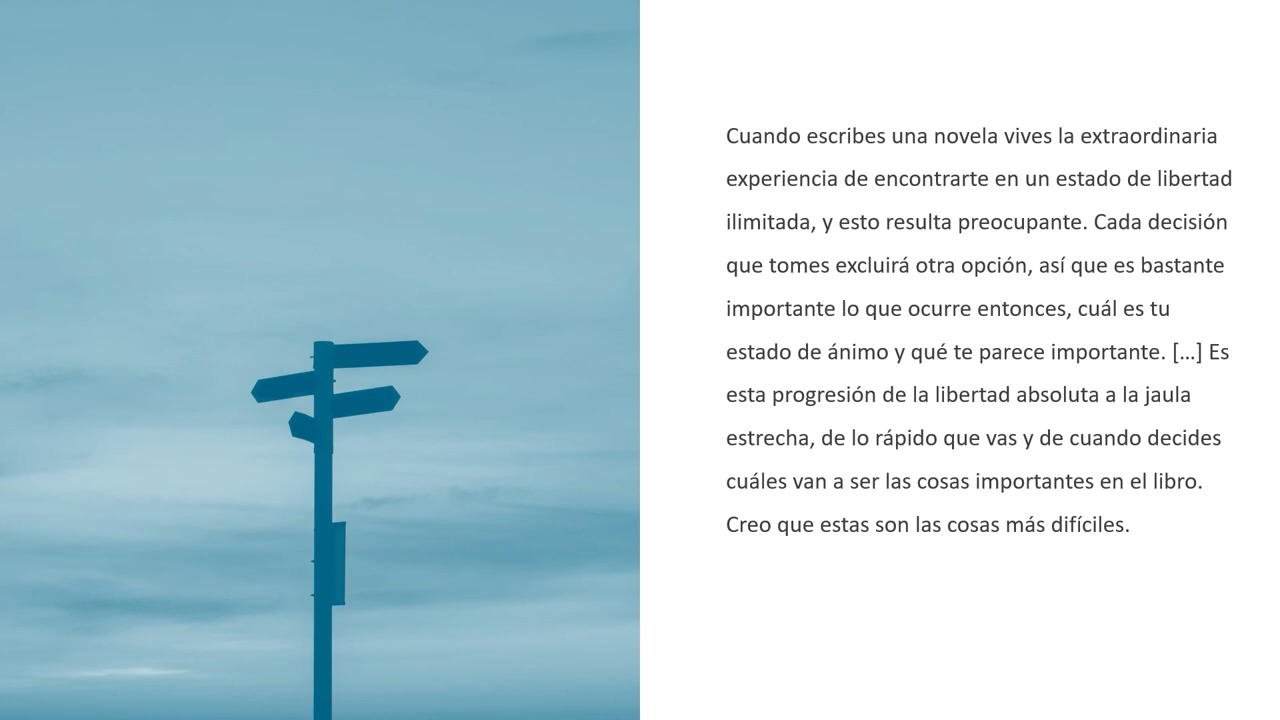 Cuando escribes una novela vives la extraordinaria
experiencia de encontrarte en un estado de libertad
ilimitada, y esto resulta preocupante. Cada decisión
que tomes excluirá otra opción, así que es bastante
importante lo que ocurre entonces, cuál es tu
estado de ánimo y qué te parece importante. […] Es
esta progresión de la libertad absoluta a la jaula
estrecha, de lo rápido que vas y de cuando decides
cuáles van a ser las cosas importantes en el libro.
Creo que estas son las cosas más difíciles.